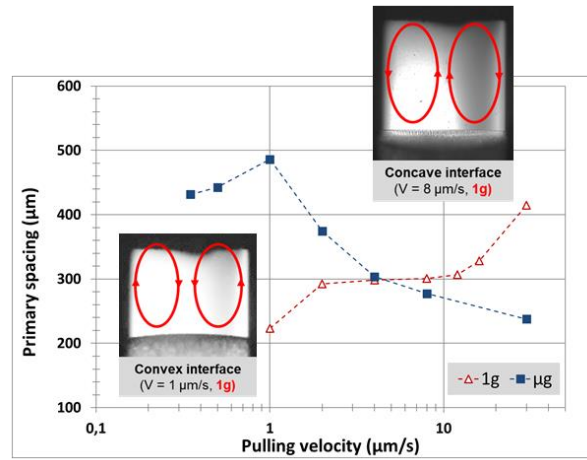 600
500
400
300
200
100
0,1
1
10
100
Primary spacing (µm)
Pulling velocity (µm/s)
Concave interface
(V = 8 µm/s, 1g)
Convex interface
(V = 1 µm/s, 1g)
1g
µg